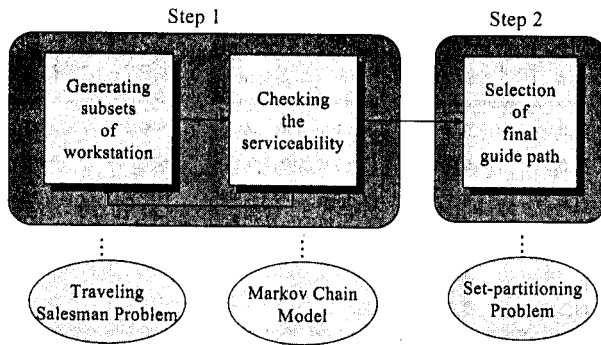 Step 1
Step 2
Generating
subsets
of
workstation
Checking
the
serviceability
Selection
of
final
guide path
Traveling
Salesman Problem
Markov Chain
Model
Set-partitioning
Problem